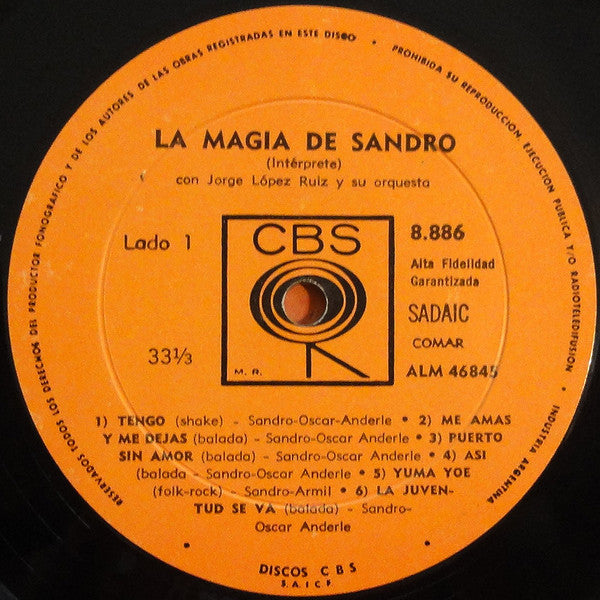 RESERVADOS TODOS LOS DERECHOS DEL PRODUCTOR FONOGRAFICO Y DE LOS AUTORES DE LAS OBRAS REGISTRADAS EN ESTE DISCO • PROHIBIDA SU REPRODUCCION, EJECUCION PUBLICA Y/O RADIOTELEDIFUSION • INDUSTRIA ARGENTINA
LA MAGIA DE SANDRO
(Intérprete)
con Jorge López Ruiz y su orquesta
Lado 1
CBS
8.886
Alta Fidelidad
Garantizada
SADAIC
COMAR
33⅓
M. R.
ALM 46845
1) TENGO (shake) - Sandro-Oscar-Anderle • 2) ME AMAS
Y ME DEJAS (balada) - Sandro-Oscar Anderle • 3) PUERTO
SIN AMOR (balada) - Sandro-Oscar Anderle • 4) ASI
(balada - Sandro-Oscar Anderle • 5) YUMA YOE
(folk-rock) - Sandro-Armil • 6) LA JUVEN-
TUD SE VA (balada) - Sandro-
Oscar Anderle
DISCOS CBS
S.A.I.C.F.